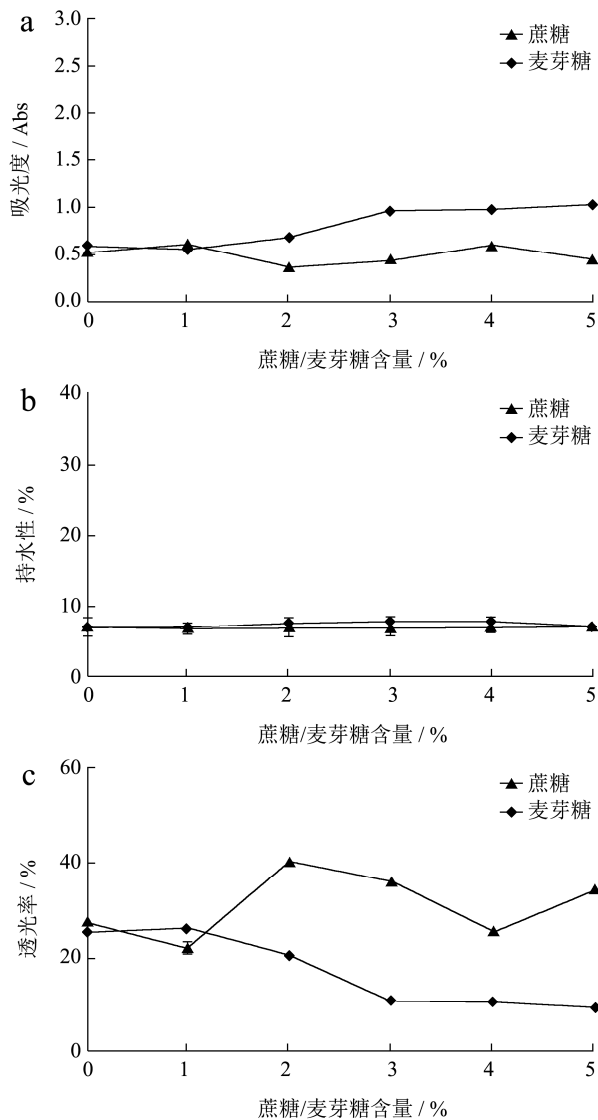 a
3.0
蔗糖
麦芽糖
2.5
2.0
1.5
1.0
0.5
0.0
吸光度 / Abs
0 1 2 3 4 5
蔗糖/麦芽糖含量 / %
b
40
蔗糖
麦芽糖
30
20
10
0
持水性 / %
0 1 2 3 4 5
蔗糖/麦芽糖含量 / %
c
60
蔗糖
麦芽糖
40
20
0
透光率 / %
0 1 2 3 4 5
蔗糖/麦芽糖含量 / %